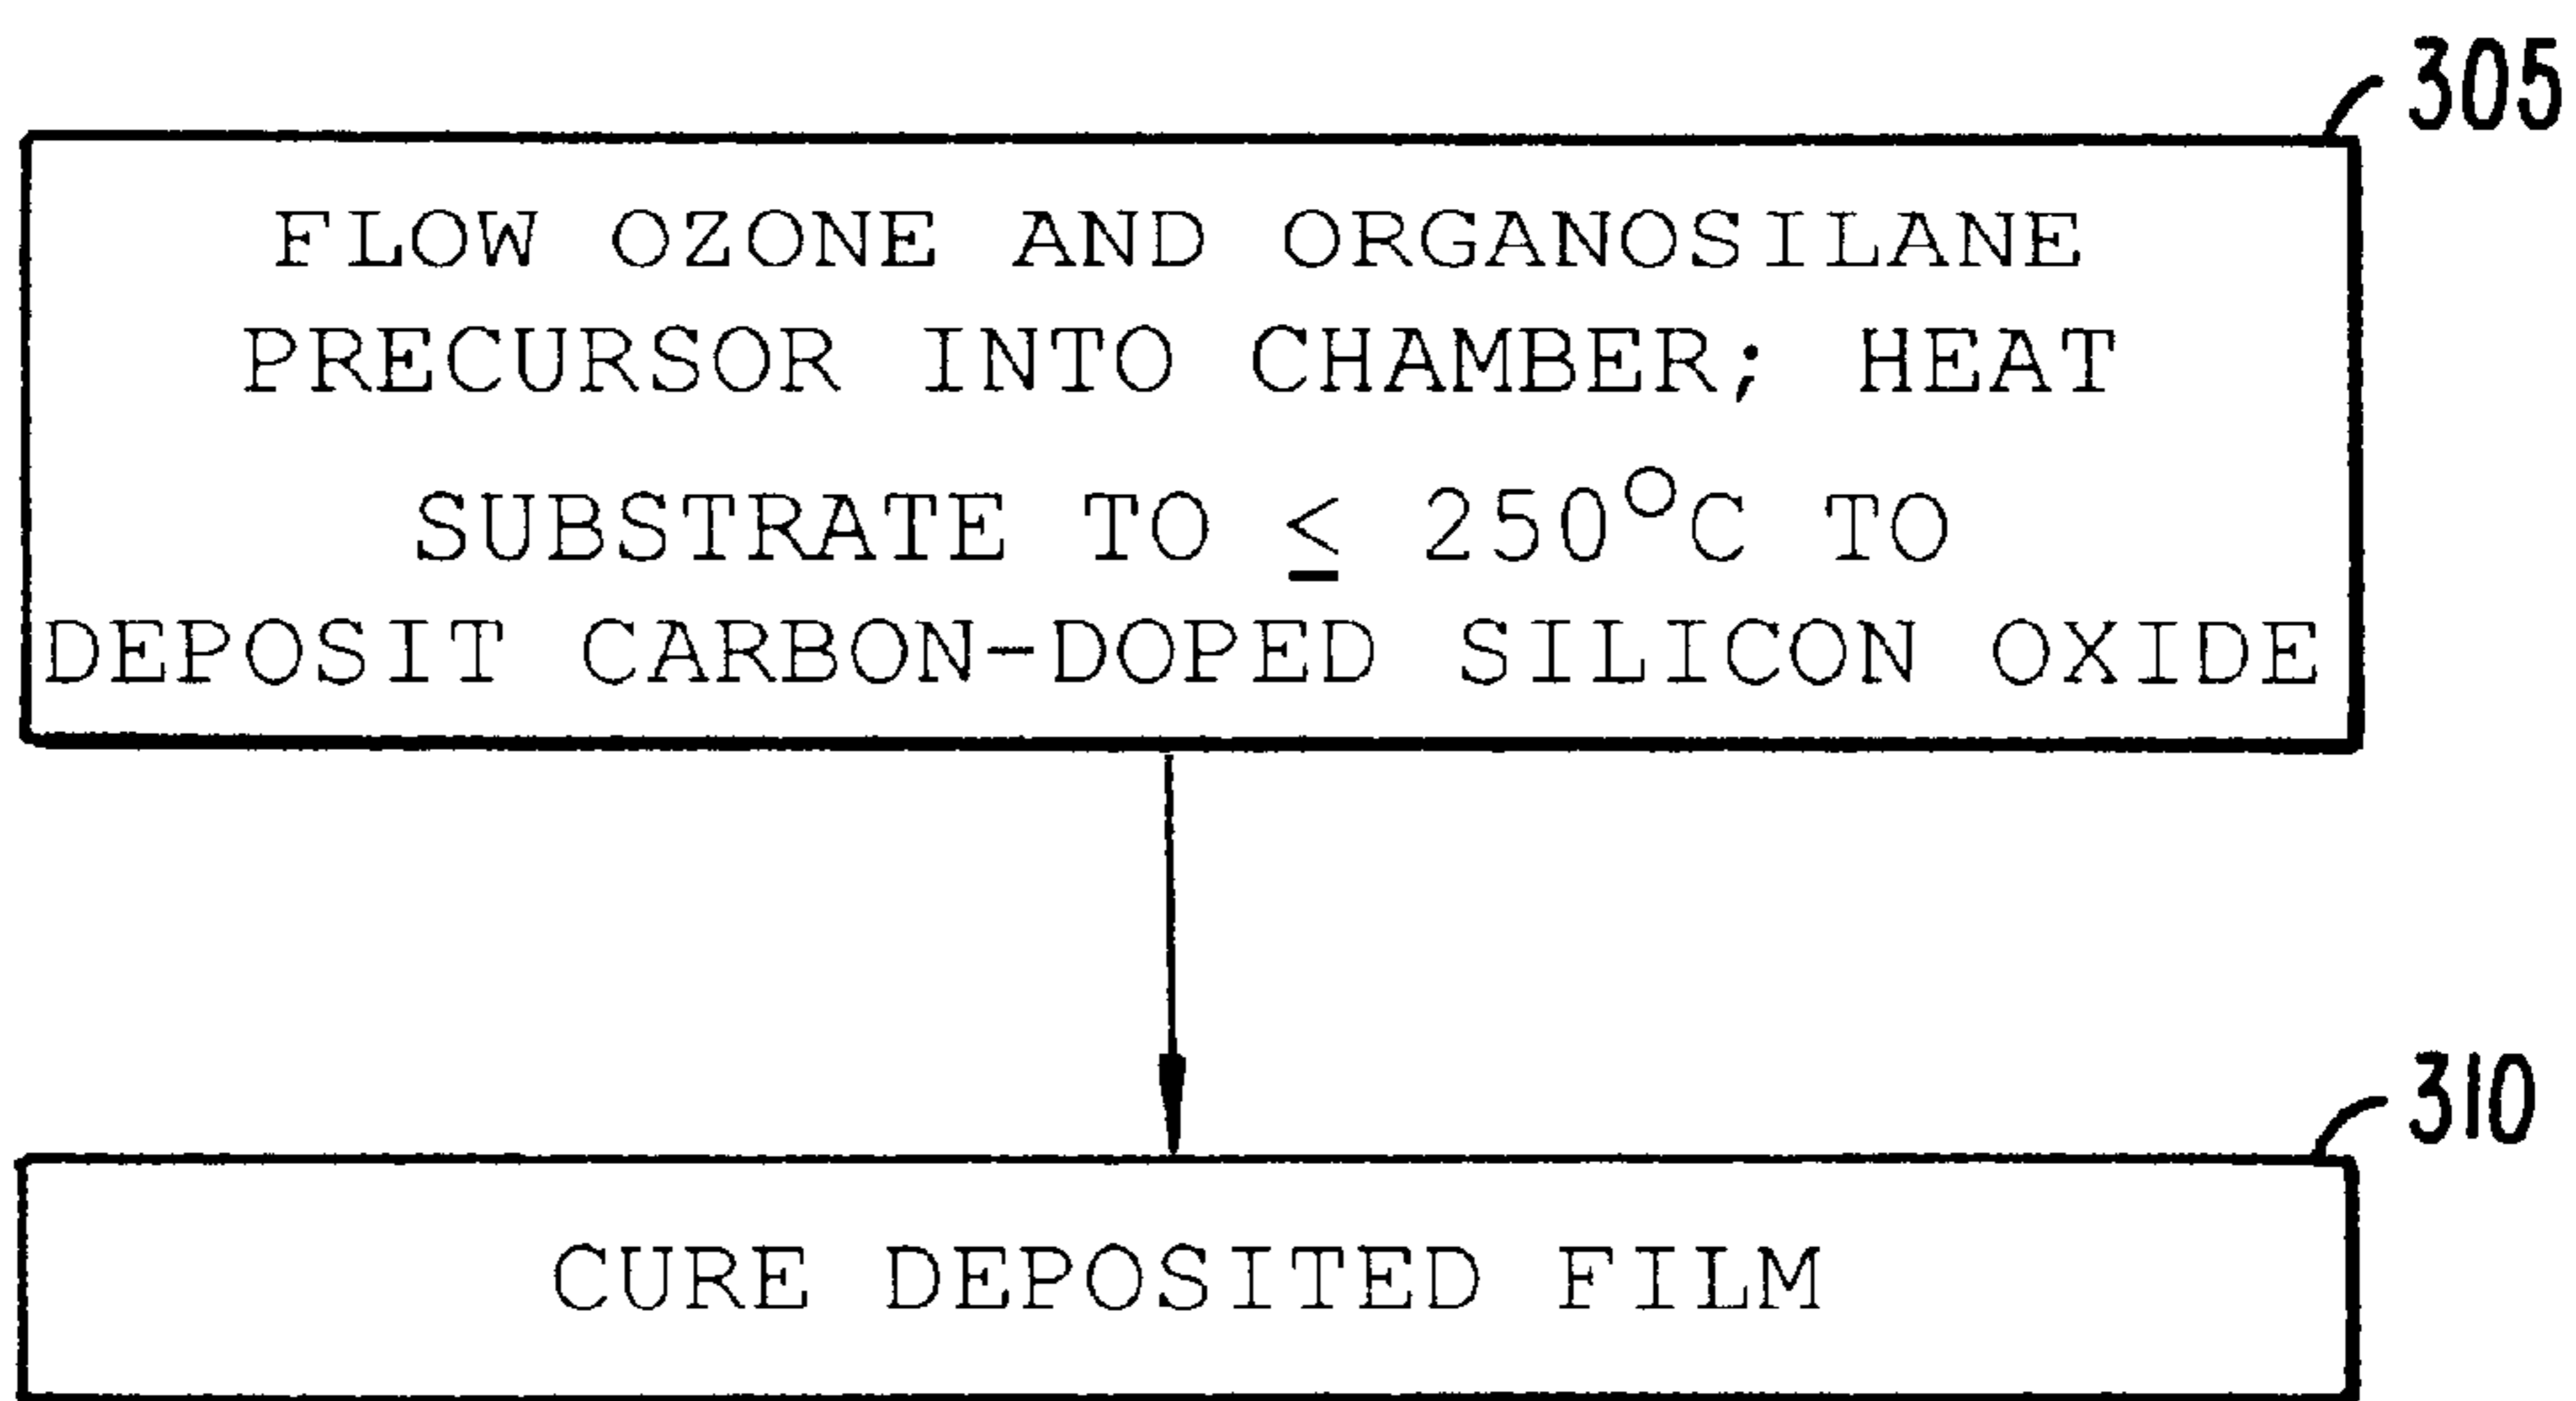 305
FLOW OZONE AND ORGANOSILANE
PRECURSOR INTO CHAMBER; HEAT
SUBSTRATE TO ≤ 250°C TO
DEPOSIT CARBON-DOPED SILICON OXIDE
310
CURE DEPOSITED FILM